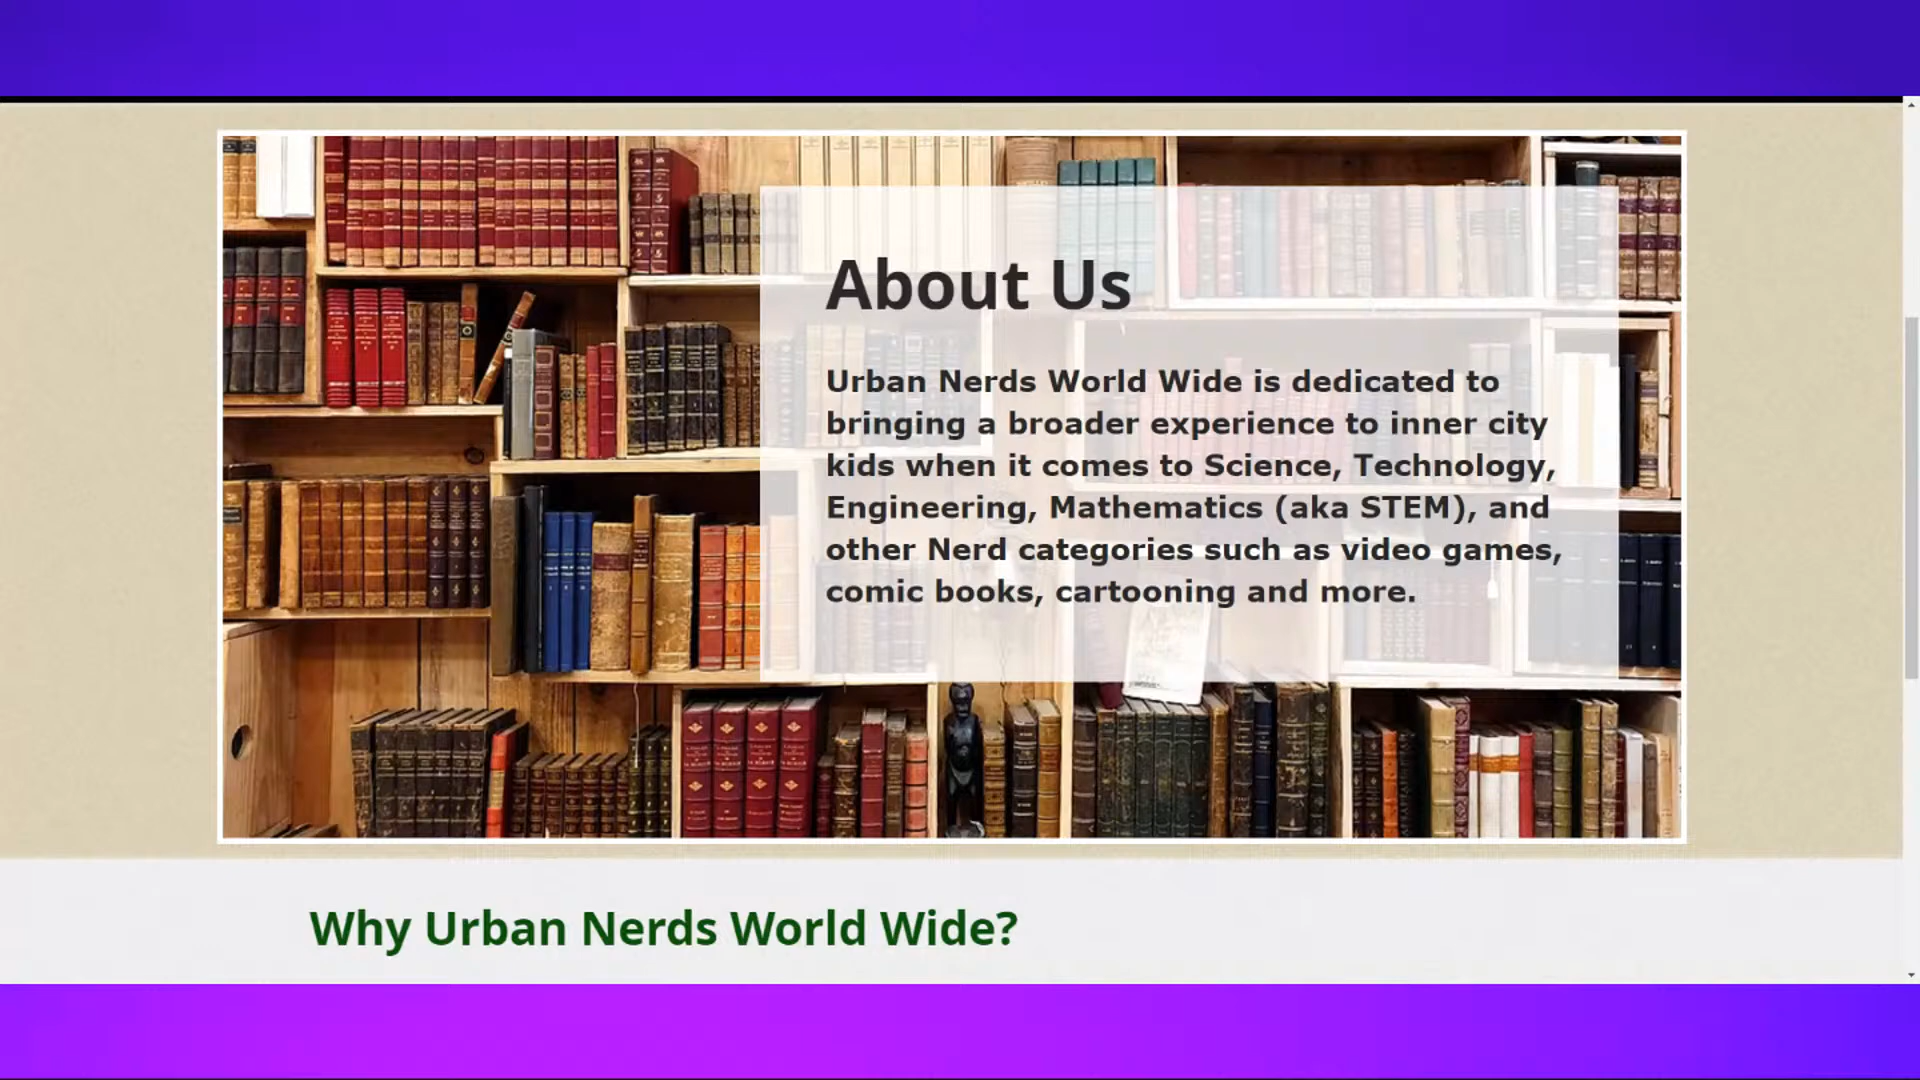 About Us
Urban Nerds World Wide is dedicated to
bringing a broader experience to inner city
kids when it comes to Science, Technology,
Engineering, Mathematics (aka STEM), and
other Nerd categories such as video games,
comic books, cartooning and more.
Why Urban Nerds World Wide?